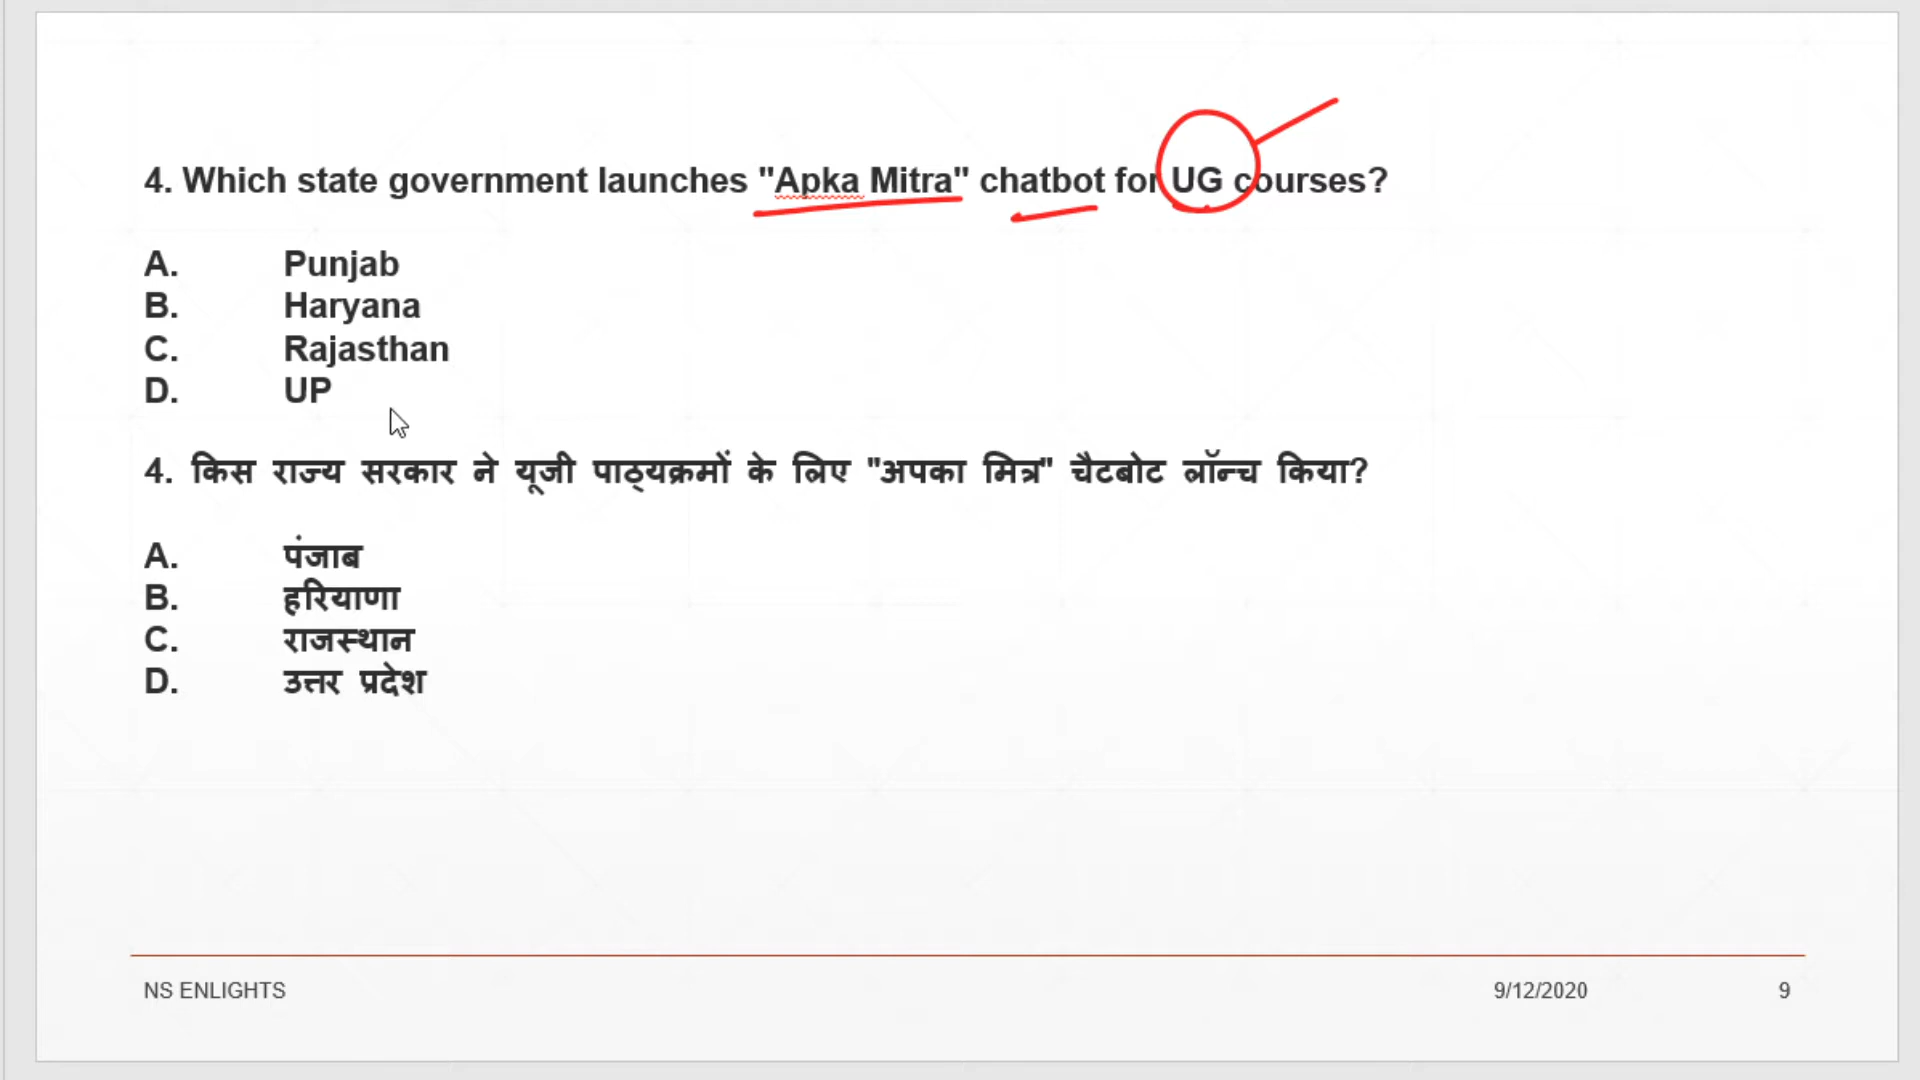 4. Which state government launches "Apka Mitra" chatbot for UG courses?
A. Punjab
B. Haryana
C. Rajasthan
D. UP
4. किस राज्य सरकार ने यूजी पाठ्यक्रमों के लिए "अपका मित्र" चैटबोट लॉन्च किया?
A. पंजाब
B. हरियाणा
C. राजस्थान
D. उत्तर प्रदेश
NS ENLIGHTS 9/12/2020 9